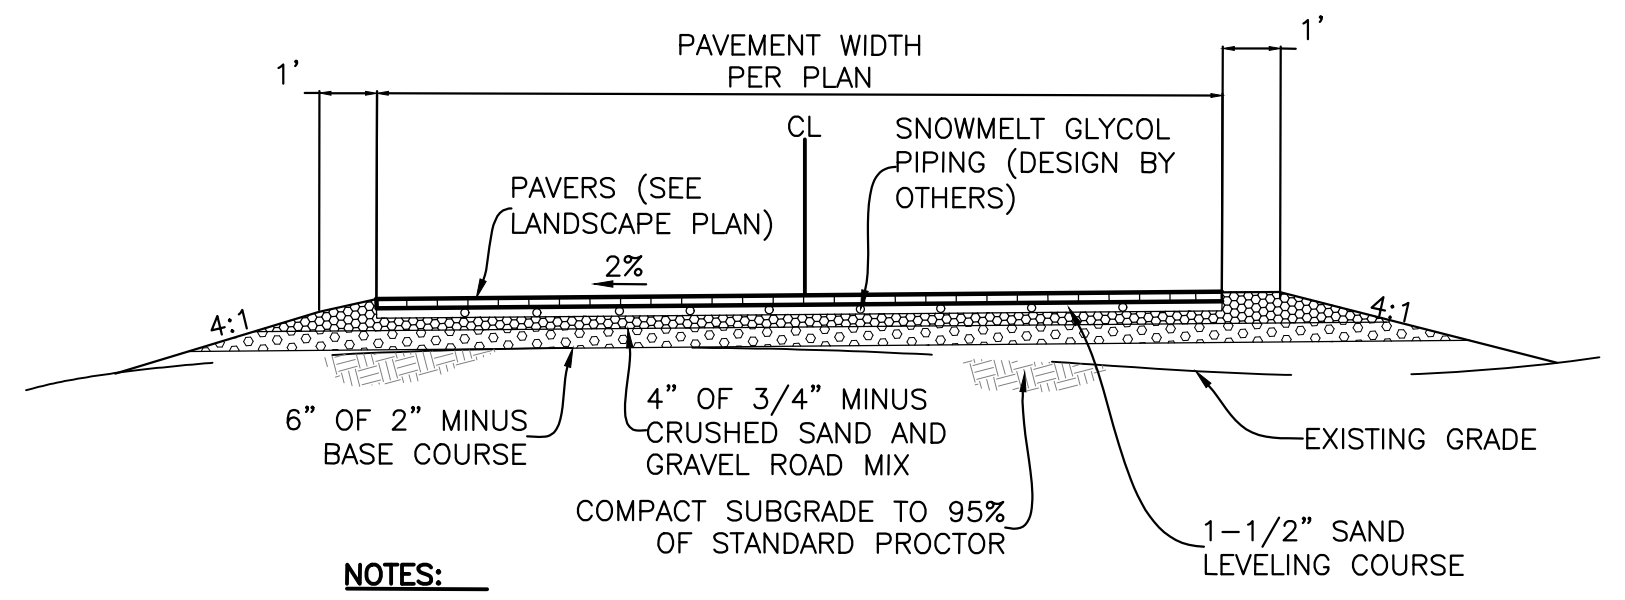 1'
PAVEMENT WIDTH
PER PLAN
1'
CL
SNOWMELT GLYCOL
PIPING (DESIGN BY
OTHERS)
PAVERS (SEE
LANDSCAPE PLAN)
2%
4:1
4:1
6" OF 2" MINUS
BASE COURSE
4" OF 3/4" MINUS
CRUSHED SAND AND
GRAVEL ROAD MIX
EXISTING GRADE
COMPACT SUBGRADE TO 95%
OF STANDARD PROCTOR
1-1/2" SAND
LEVELING COURSE
NOTES: